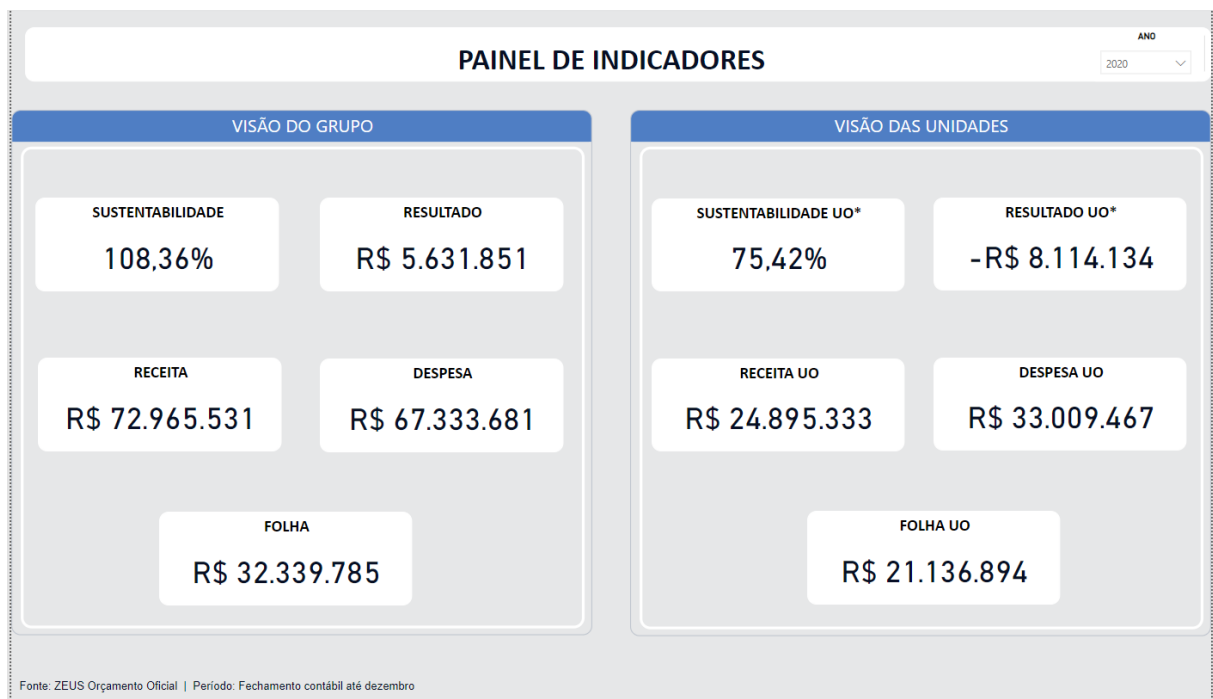 ANO
PAINEL DE INDICADORES
2020
VISÃO DO GRUPO
SUSTENTABILIDADE
108,36%
RESULTADO
R$ 5.631.851
RECEITA
R$ 72.965.531
DESPESA
R$ 67.333.681
FOLHA
R$ 32.339.785
VISÃO DAS UNIDADES
SUSTENTABILIDADE UO*
75,42%
RESULTADO UO*
-R$ 8.114.134
RECEITA UO
R$ 24.895.333
DESPESA UO
R$ 33.009.467
FOLHA UO
R$ 21.136.894
Fonte: ZEUS Orçamento Oficial | Período: Fechamento contábil até dezembro